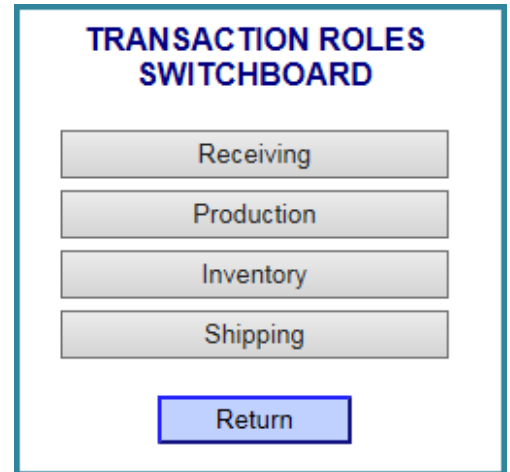 TRANSACTION ROLES
SWITCHBOARD
Receiving
Production
Inventory
Shipping
Return